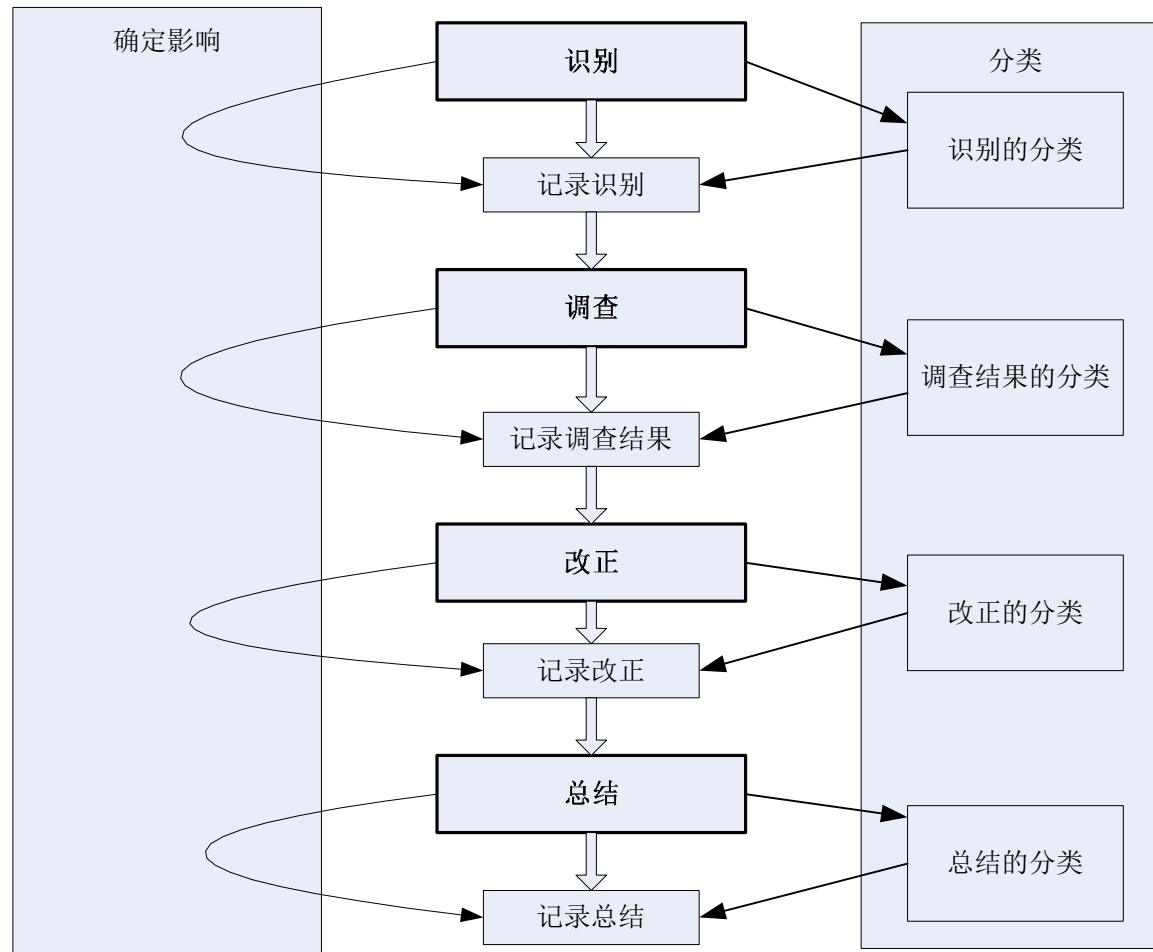 确定影响
识别
分类
识别的分类
记录识别
调查
调查结果的分类
记录调查结果
改正
改正的分类
记录改正
总结
总结的分类
记录总结